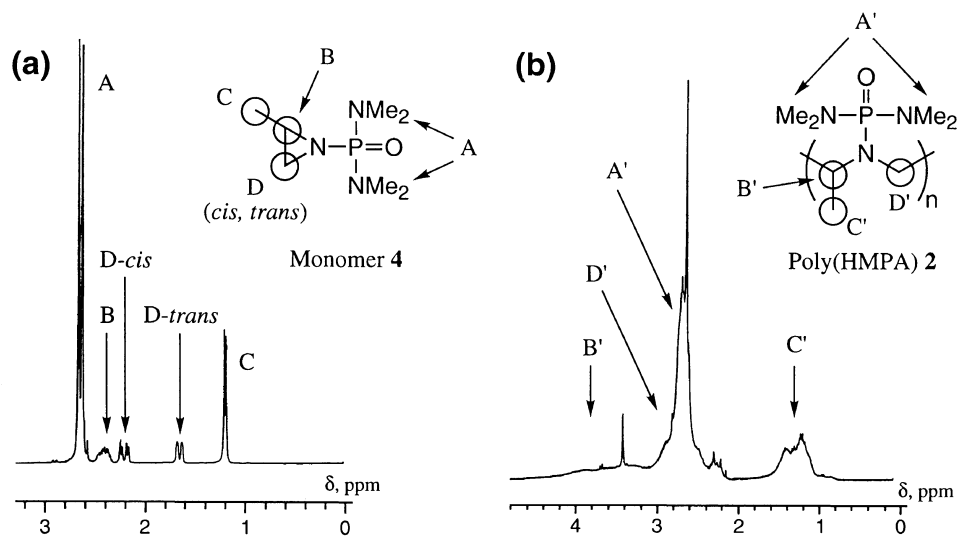 (a)
A
B
C
NMe2
N
P
O
A
NMe2
D
(cis, trans)
Monomer 4
D-cis
B
D-trans
C
δ, ppm
3 2 1 0
(b)
A'
O
Me2N
P
NMe2
N
B'
D'
n
C'
Poly(HMPA) 2
A'
D'
B'
C'
δ, ppm
4 3 2 1 0